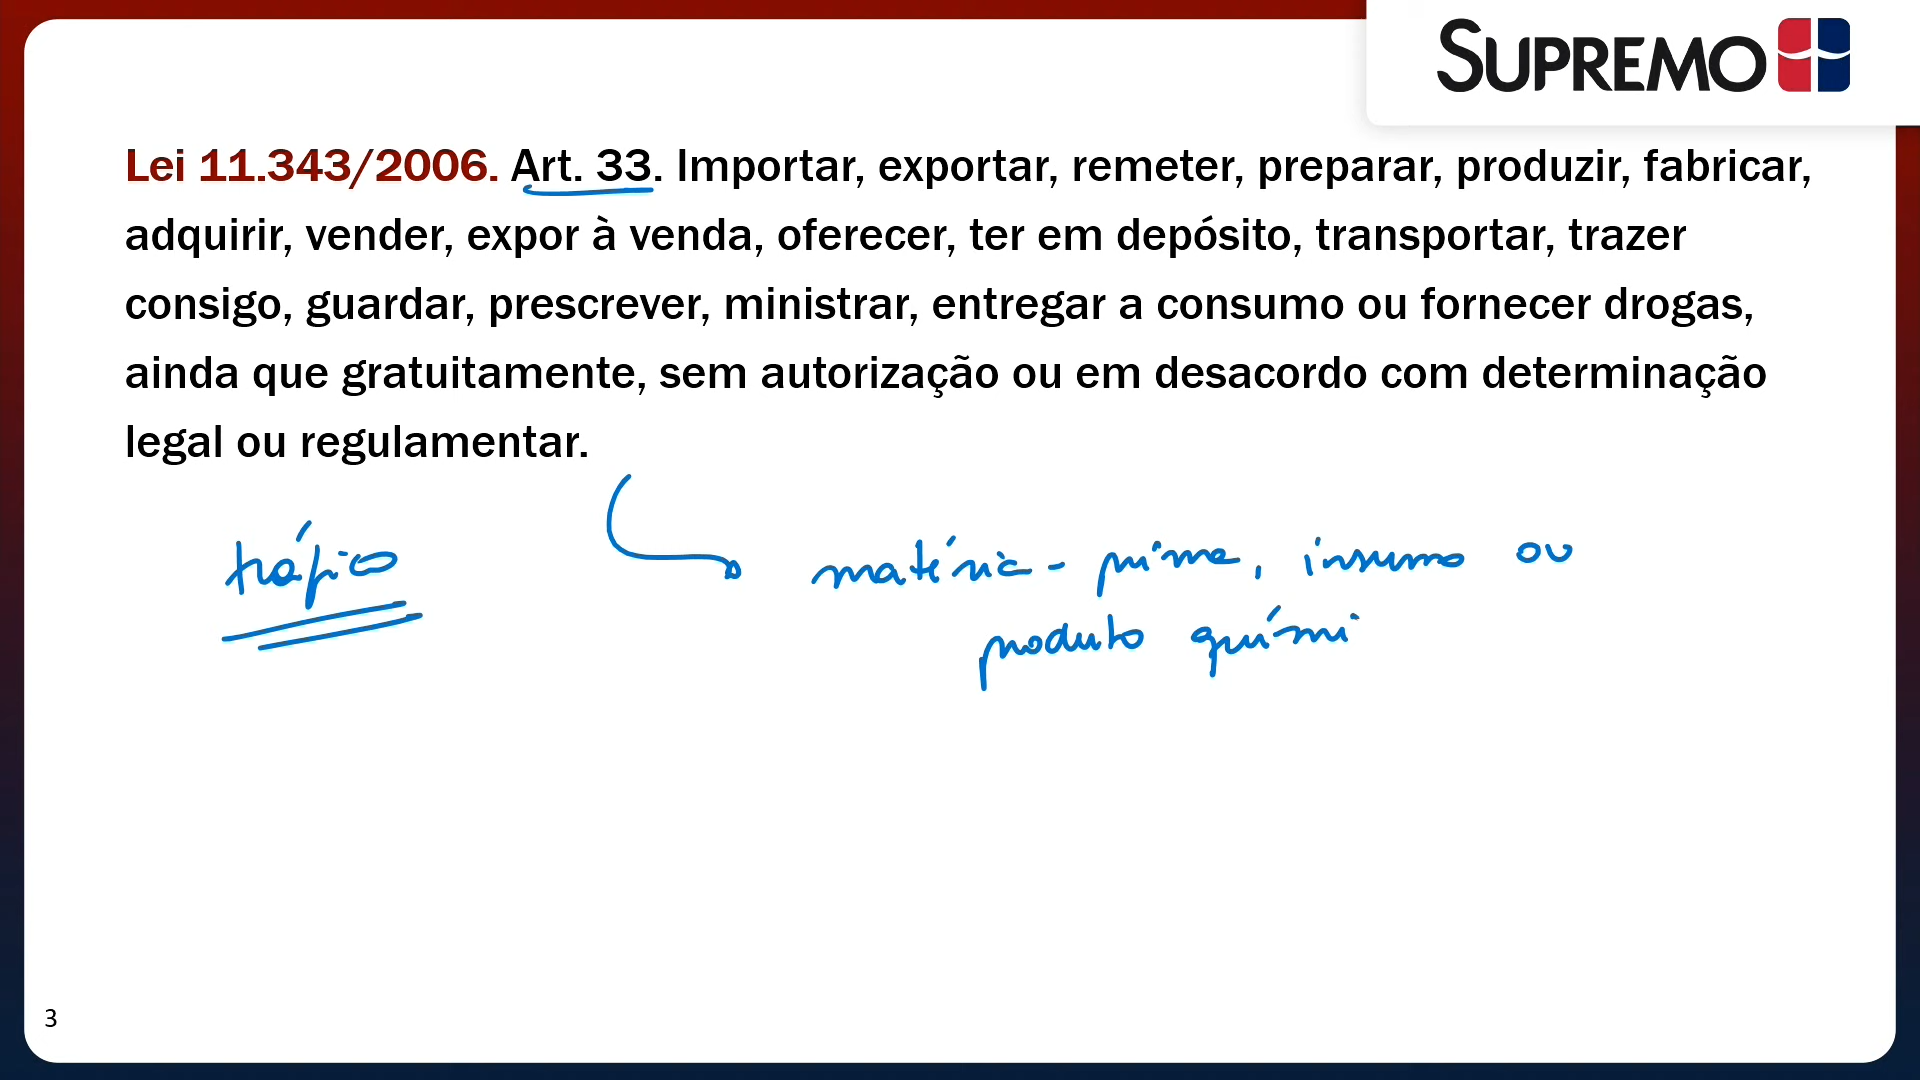 SUPREMO
Lei 11.343/2006. Art. 33. Importar, exportar, remeter, preparar, produzir, fabricar,
adquirir, vender, expor à venda, oferecer, ter em depósito, transportar, trazer
consigo, guardar, prescrever, ministrar, entregar a consumo ou fornecer drogas,
ainda que gratuitamente, sem autorização ou em desacordo com determinação
legal ou regulamentar.
tráfico
matéria-prima, insumo ou
produto quími
3